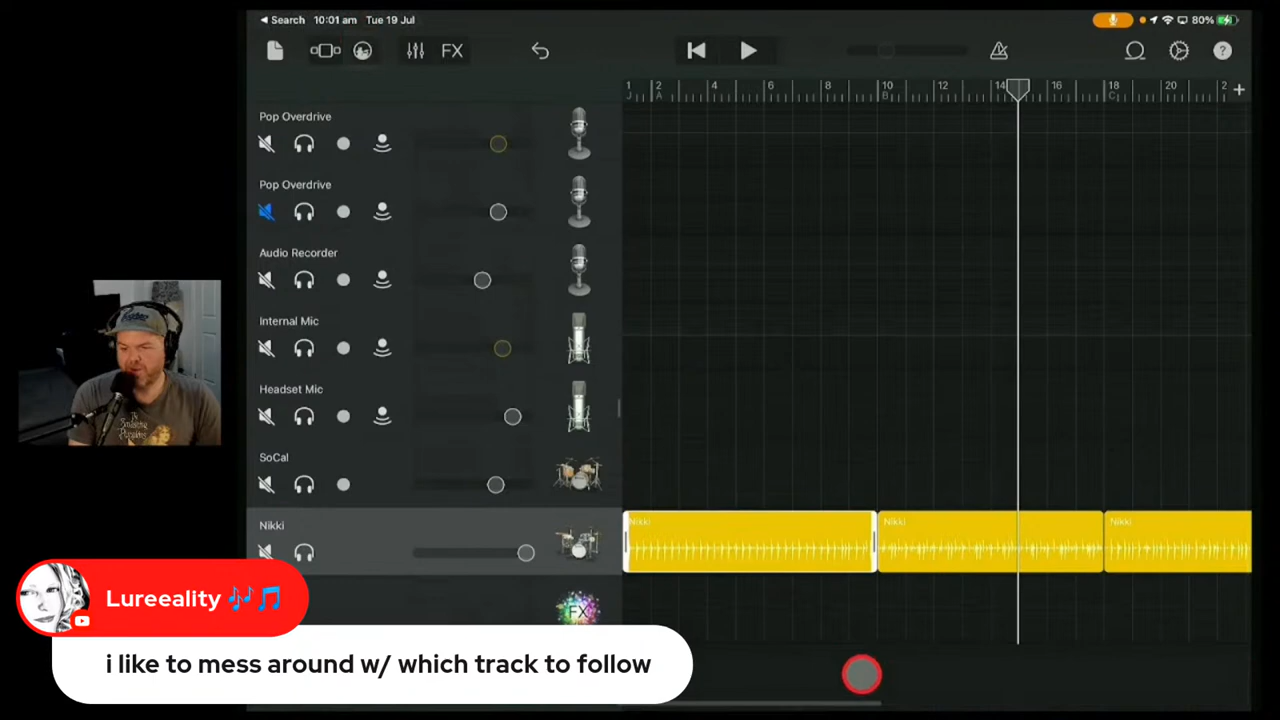 Search 10:01 am Tue 19 Jul 80%
FX
1 2 4 6 8 10 12 14 16 18 20 2
J A B C
Pop Overdrive
Pop Overdrive
Audio Recorder
Internal Mic
Headset Mic
SoCal
Nikki
Nikki Nikki Nikki
FX
Lureeality
i like to mess around w/ which track to follow